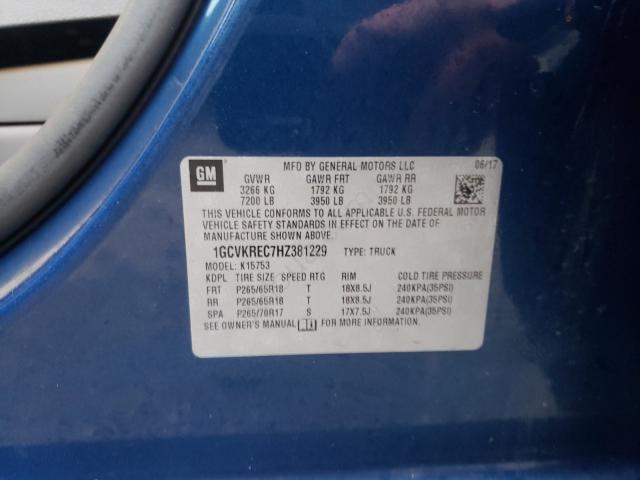 GM
MFD BY GENERAL MOTORS LLC 06/17
GVWR GAWR FRT GAWR RR
3266 KG 1792 KG 1792 KG
7200 LB 3950 LB 3950 LB
THIS VEHICLE CONFORMS TO ALL APPLICABLE U.S. FEDERAL MOTOR
VEHICLE SAFETY STANDARDS IN EFFECT ON THE DATE OF
MANUFACTURE SHOWN ABOVE.
1GCVKREC7HZ381229 TYPE: TRUCK
MODEL: K15753
KDPL TIRE SIZE SPEED RTG RIM COLD TIRE PRESSURE
FRT P265/65R18 T 18X8.5J 240KPA(35PSI)
RR P265/65R18 T 18X8.5J 240KPA(35PSI)
SPA P265/70R17 S 17X7.5J 240KPA(35PSI)
SEE OWNER'S MANUAL FOR MORE INFORMATION.